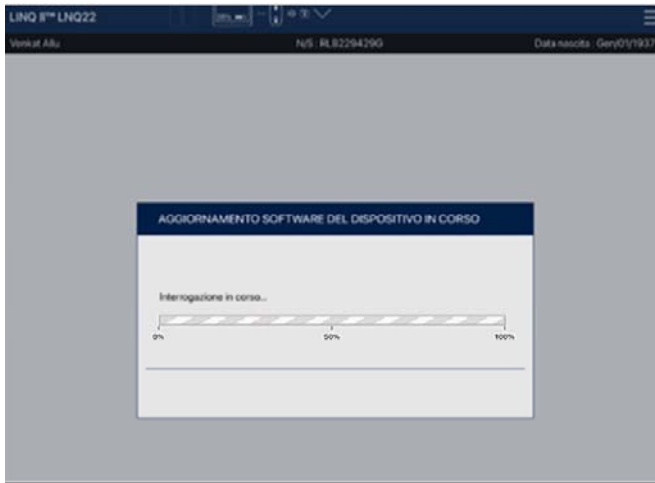 LINQ II™ LNQ22
Venkat Allu N/S : RLB229429G Data nascita : Gen/01/1937
AGGIORNAMENTO SOFTWARE DEL DISPOSITIVO IN CORSO
Interrogazione in corso...
0% 50% 100%